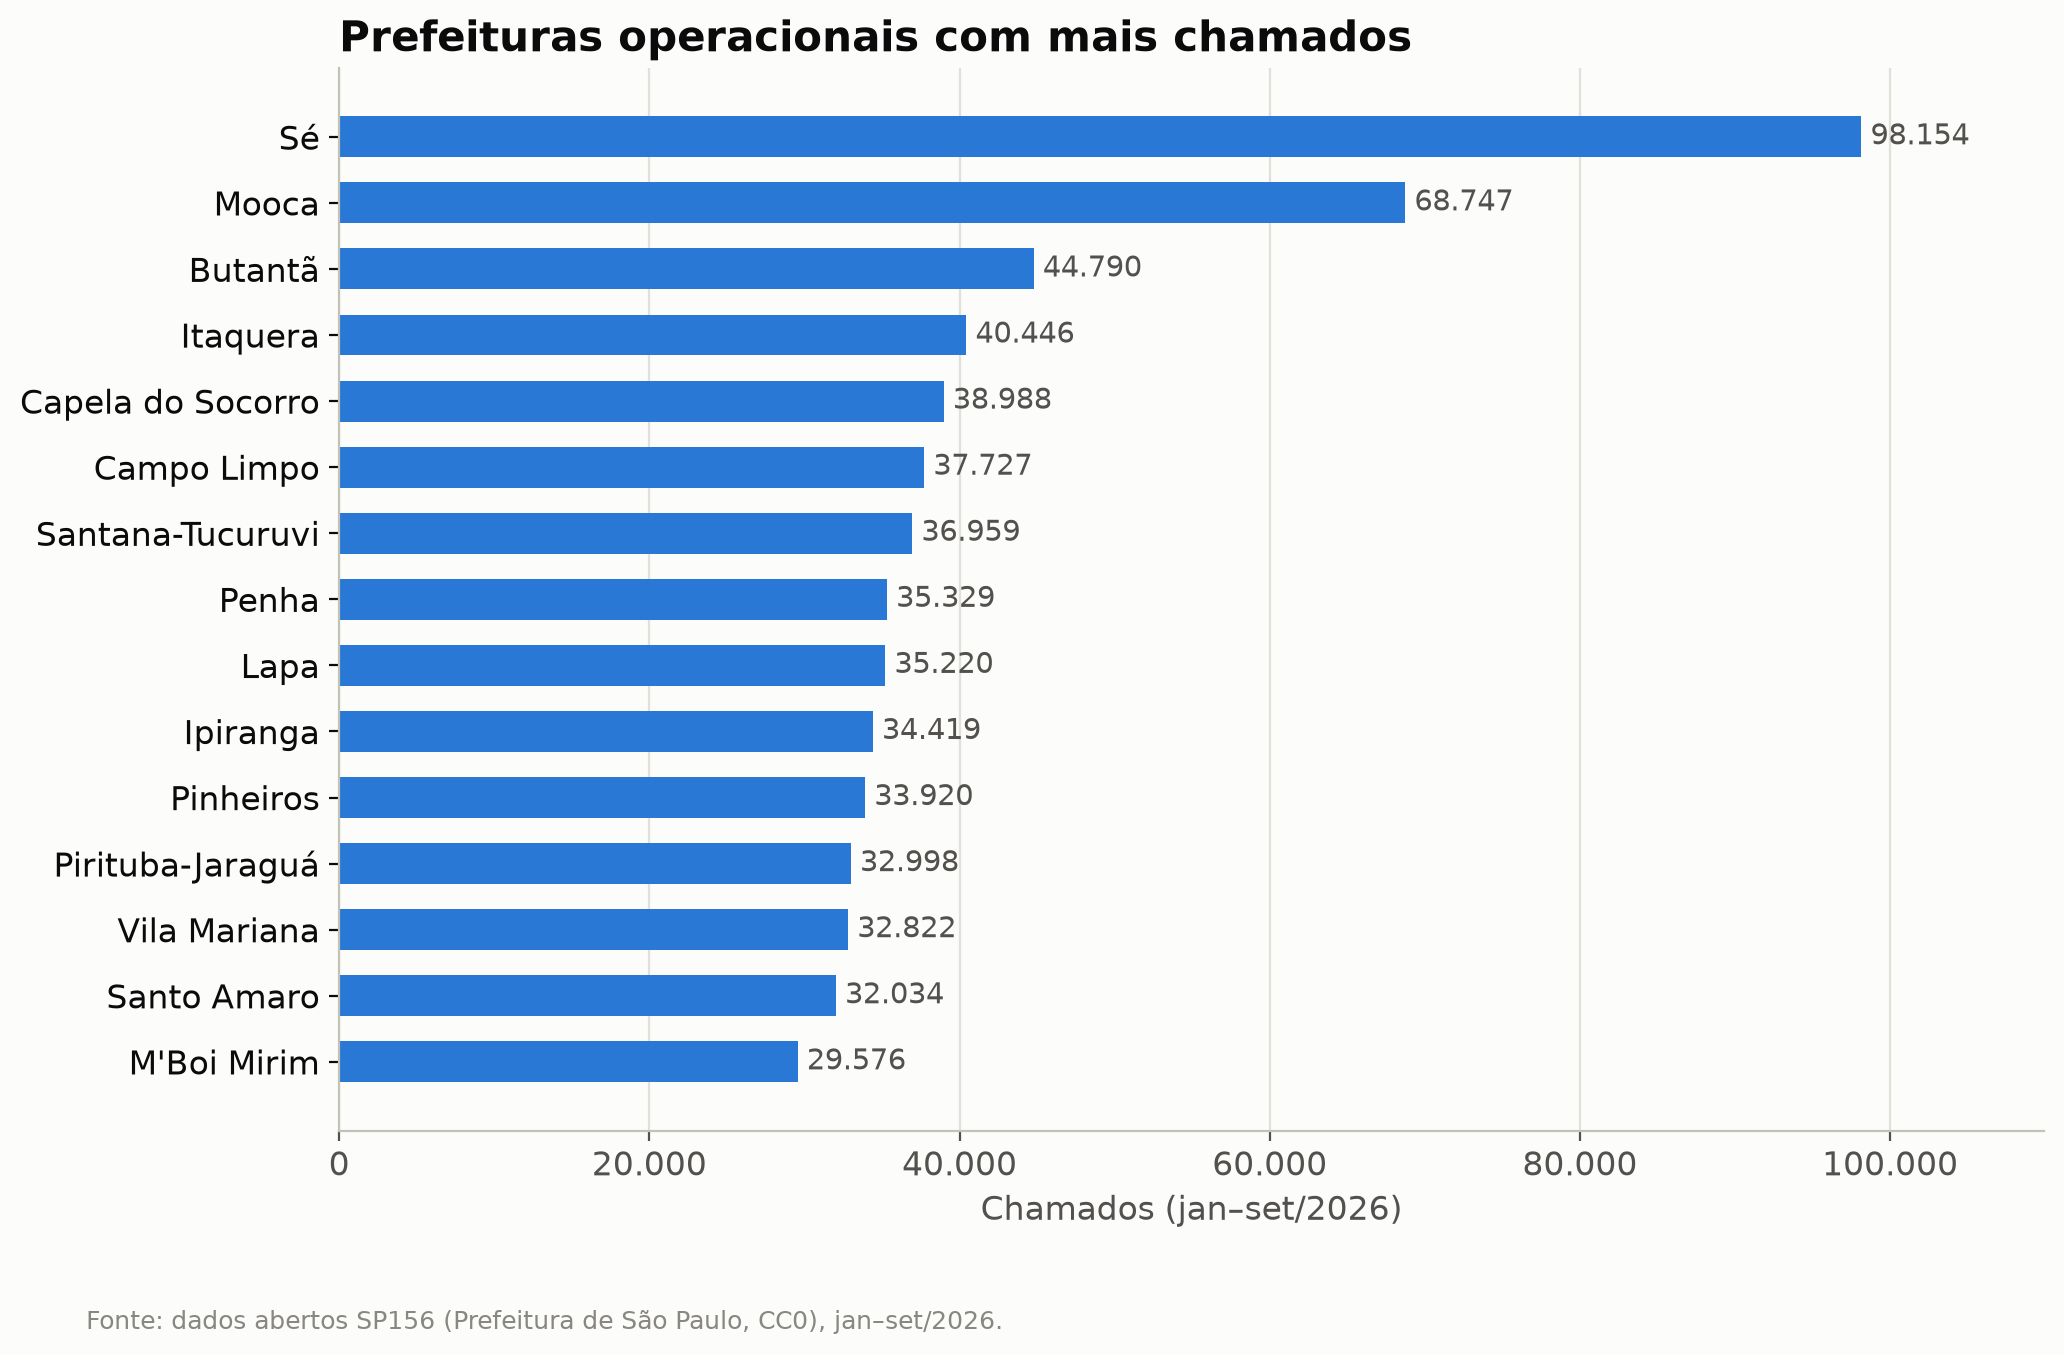 Prefeituras operacionais com mais chamados
Sé 98.154
Mooca 68.747
Butantã 44.790
Itaquera 40.446
Capela do Socorro 38.988
Campo Limpo 37.727
Santana-Tucuruvi 36.959
Penha 35.329
Lapa 35.220
Ipiranga 34.419
Pinheiros 33.920
Pirituba-Jaraguá 32.998
Vila Mariana 32.822
Santo Amaro 32.034
M'Boi Mirim 29.576
0 20.000 40.000 60.000 80.000 100.000
Chamados (jan–set/2026)
Fonte: dados abertos SP156 (Prefeitura de São Paulo, CC0), jan–set/2026.